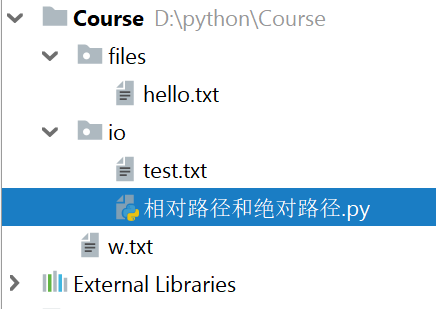 Course D:\python\Course
files
hello.txt
io
test.txt
相对路径和绝对路径.py
w.txt
External Libraries